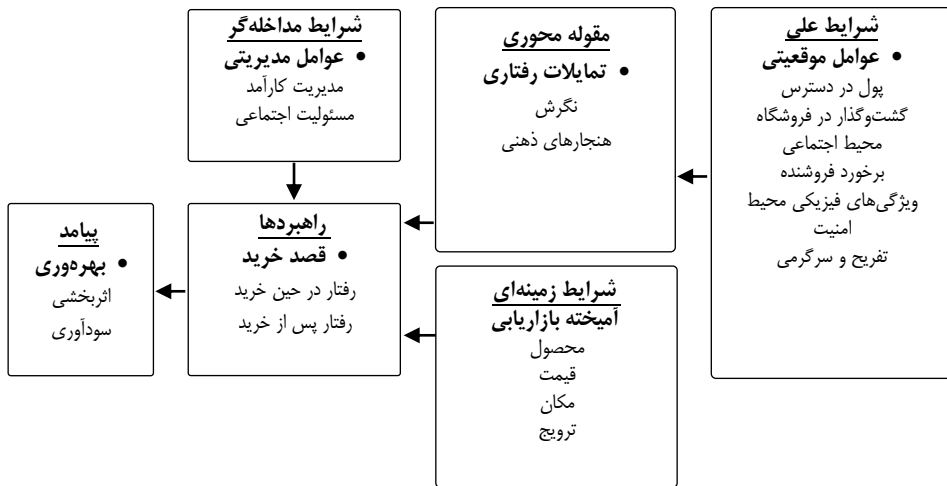 شرایط علی
• عوامل موقعیتی
پول در دسترس
گشت‌وگذار در فروشگاه
محیط اجتماعی
برخورد فروشنده
ویژگی‌های فیزیکی محیط
امنیت
تفریح و سرگرمی
مقوله محوری
• تمایلات رفتاری
نگرش
هنجارهای ذهنی
شرایط زمینه‌ای
آمیخته بازاریابی
محصول
قیمت
مکان
ترویج
شرایط مداخله‌گر
• عوامل مدیریتی
مدیریت کارآمد
مسئولیت اجتماعی
راهبردها
• قصد خرید
رفتار در حین خرید
رفتار پس از خرید
پیامد
• بهره‌وری
اثربخشی
سودآوری